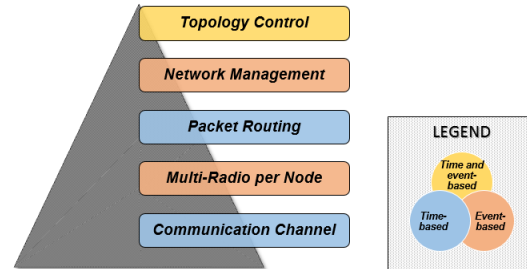 Topology Control
Network Management
Packet Routing
Multi-Radio per Node
Communication Channel
LEGEND
Time and
event-
based
Time-
based
Event-
based